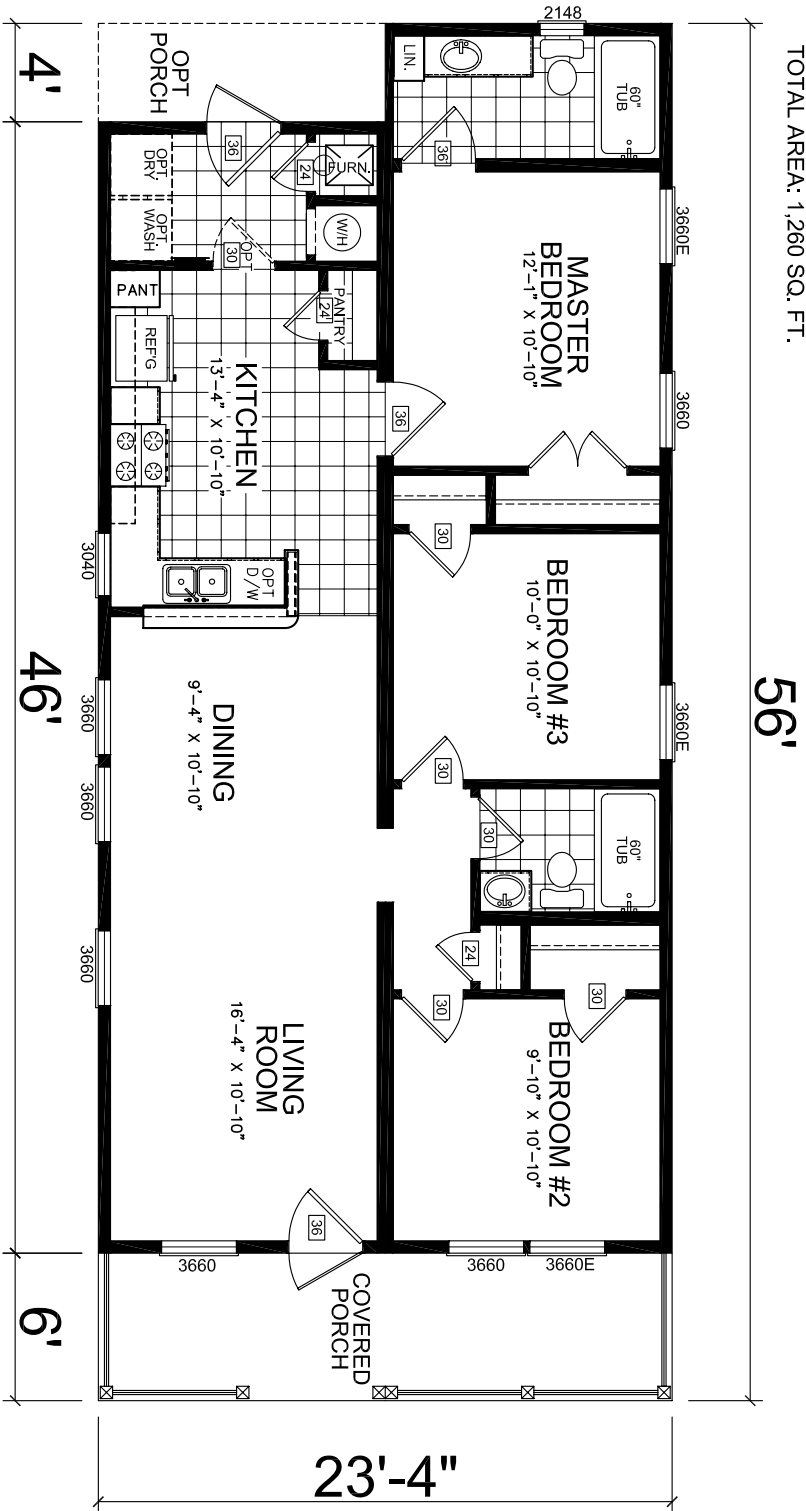 TOTAL AREA: 1,260 SQ. FT.
56'
2148
3660E
3660
3660E
LIN.
60"
TUB
36
MASTER
BEDROOM
12'-1" X 10'-10"
30
BEDROOM #3
10'-0" X 10'-10"
30
30
60"
TUB
24
30
30
BEDROOM #2
9'-10" X 10'-10"
3660E
3660
OPT
PORCH
36
24
FURN.
W/H
OPT.
DRY
OPT.
WASH
OPT
30
PANTRY
24
PANT
REF'G
KITCHEN
13'-4" X 10'-10"
36
OPT
D/W
DINING
9'-4" X 10'-10"
LIVING
ROOM
16'-4" X 10'-10"
36
3660
COVERED
PORCH
3040
3660
3660
3660
4'
46'
6'
23'-4"